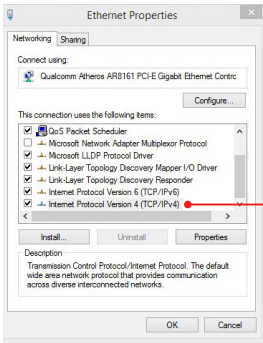 Ethernet Properties
Networking Sharing
Connect using:
Qualcomm Atheros AR8161 PCI-E Gigabit Ethernet Contrc
Configure...
This connection uses the following items:
QoS Packet Scheduler
Microsoft Network Adapter Multiplexor Protocol
Microsoft LLDP Protocol Driver
Link-Layer Topology Discovery Mapper I/O Driver
Link-Layer Topology Discovery Responder
Internet Protocol Version 6 (TCP/IPv6)
Internet Protocol Version 4 (TCP/IPv4)
Install... Uninstall Properties
Description
Transmission Control Protocol/Internet Protocol. The default
wide area network protocol that provides communication
across diverse interconnected networks.
OK Cancel